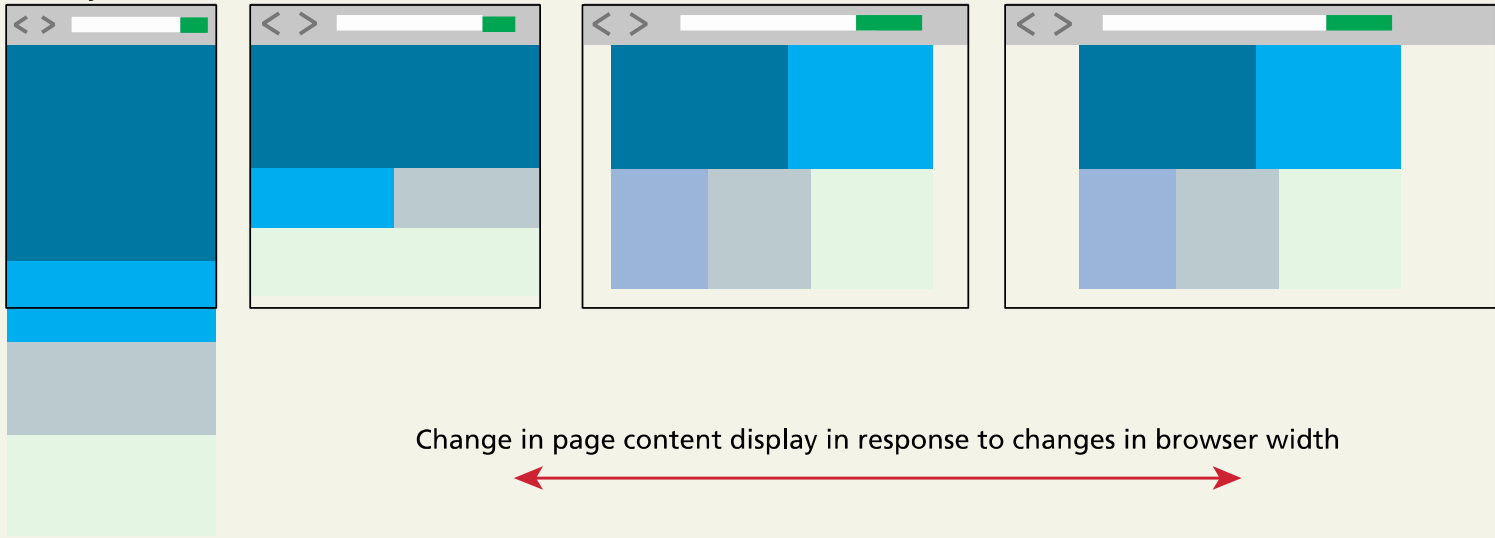 Change in page content display in response to changes in browser width